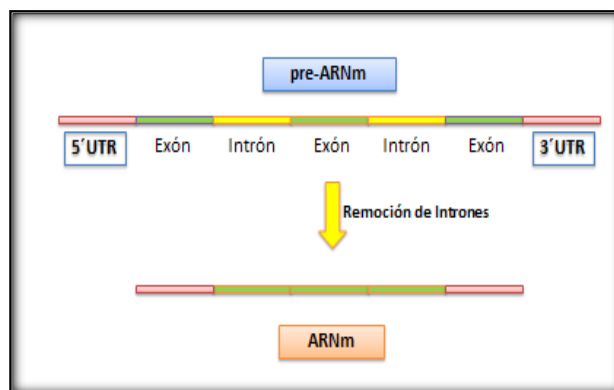 pre-ARNm
5´UTR Exón Intrón Exón Intrón Exón 3´UTR
Remoción de Intrones
ARNm